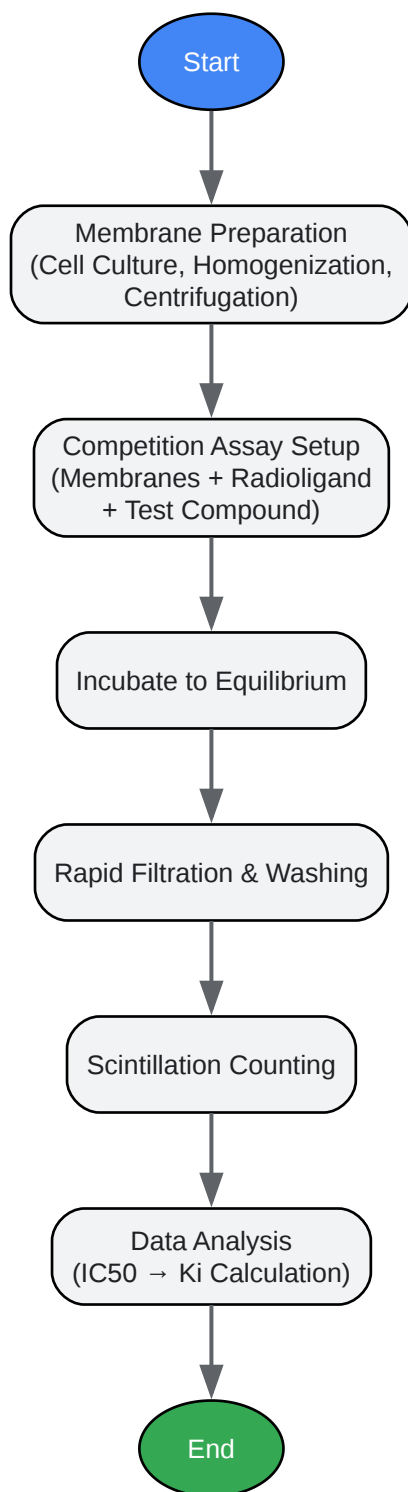 Start
Membrane Preparation
(Cell Culture, Homogenization,
Centrifugation)
Competition Assay Setup
(Membranes + Radioligand
+ Test Compound)
Incubate to Equilibrium
Rapid Filtration & Washing
Scintillation Counting
Data Analysis
(IC50 → Ki Calculation)
End